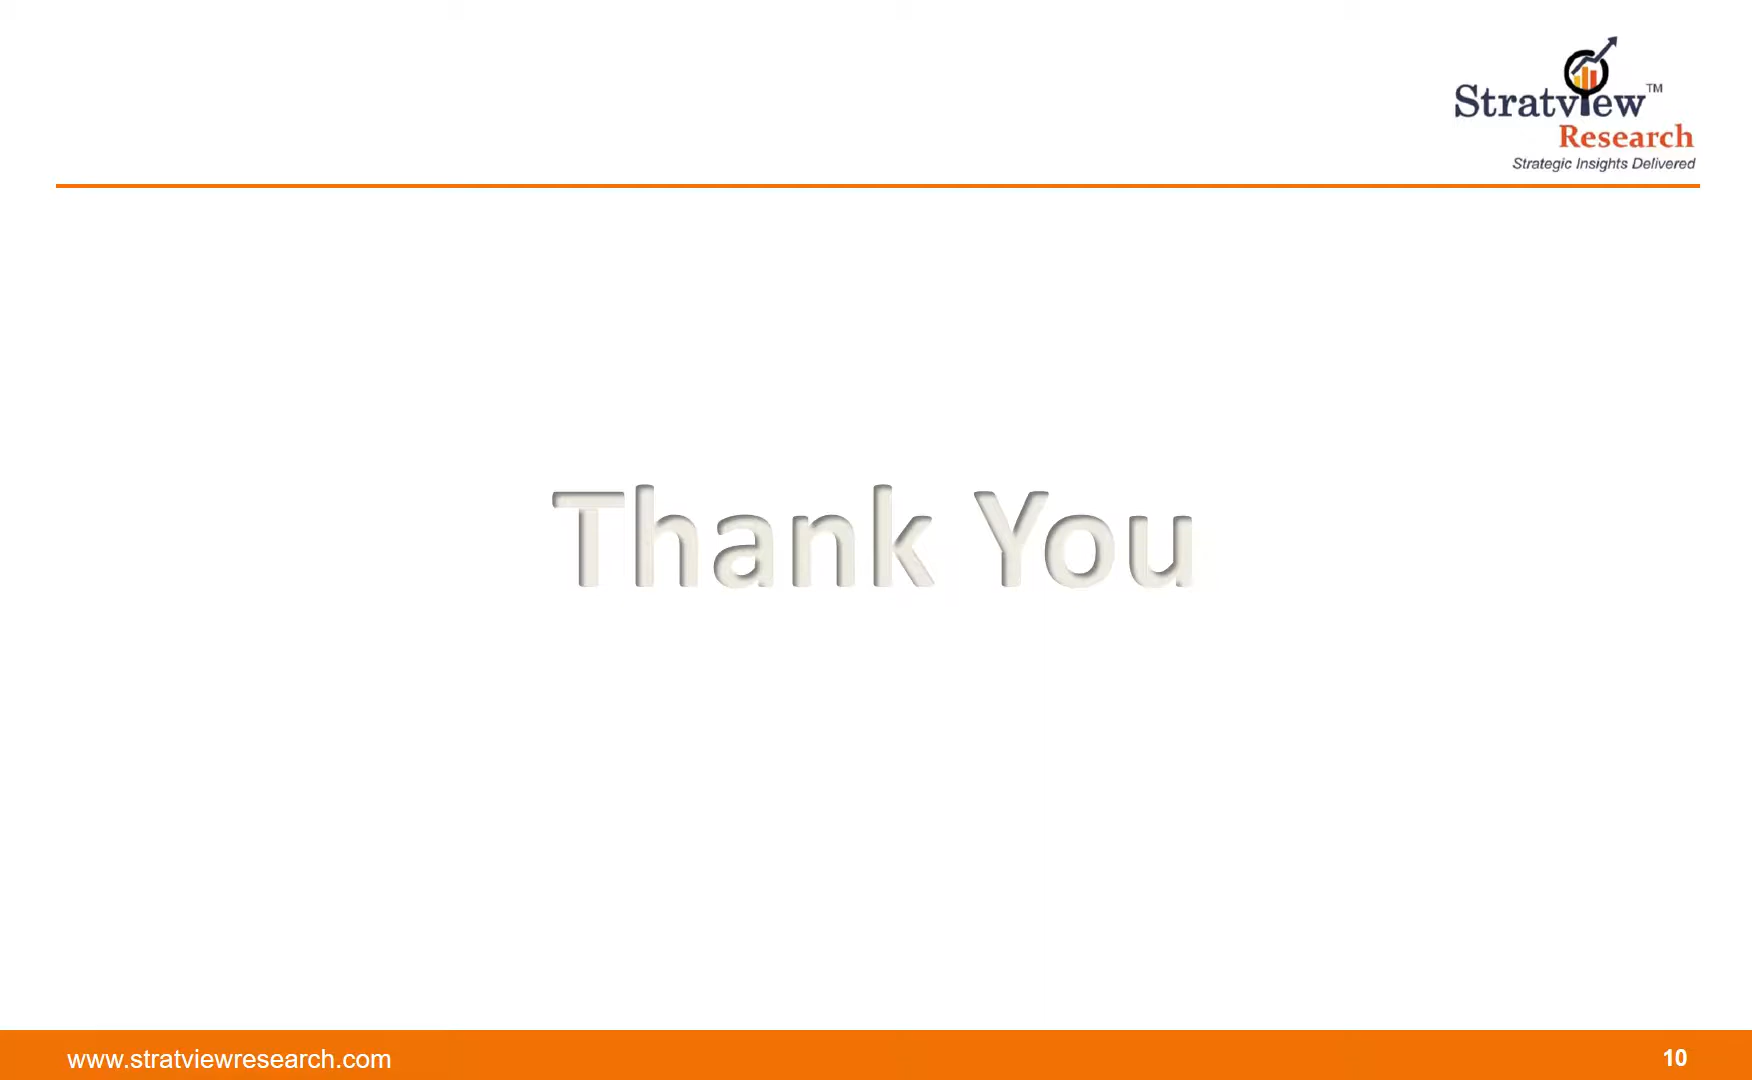 Stratview™
Research
Strategic Insights Delivered
Thank You
www.stratviewresearch.com
10